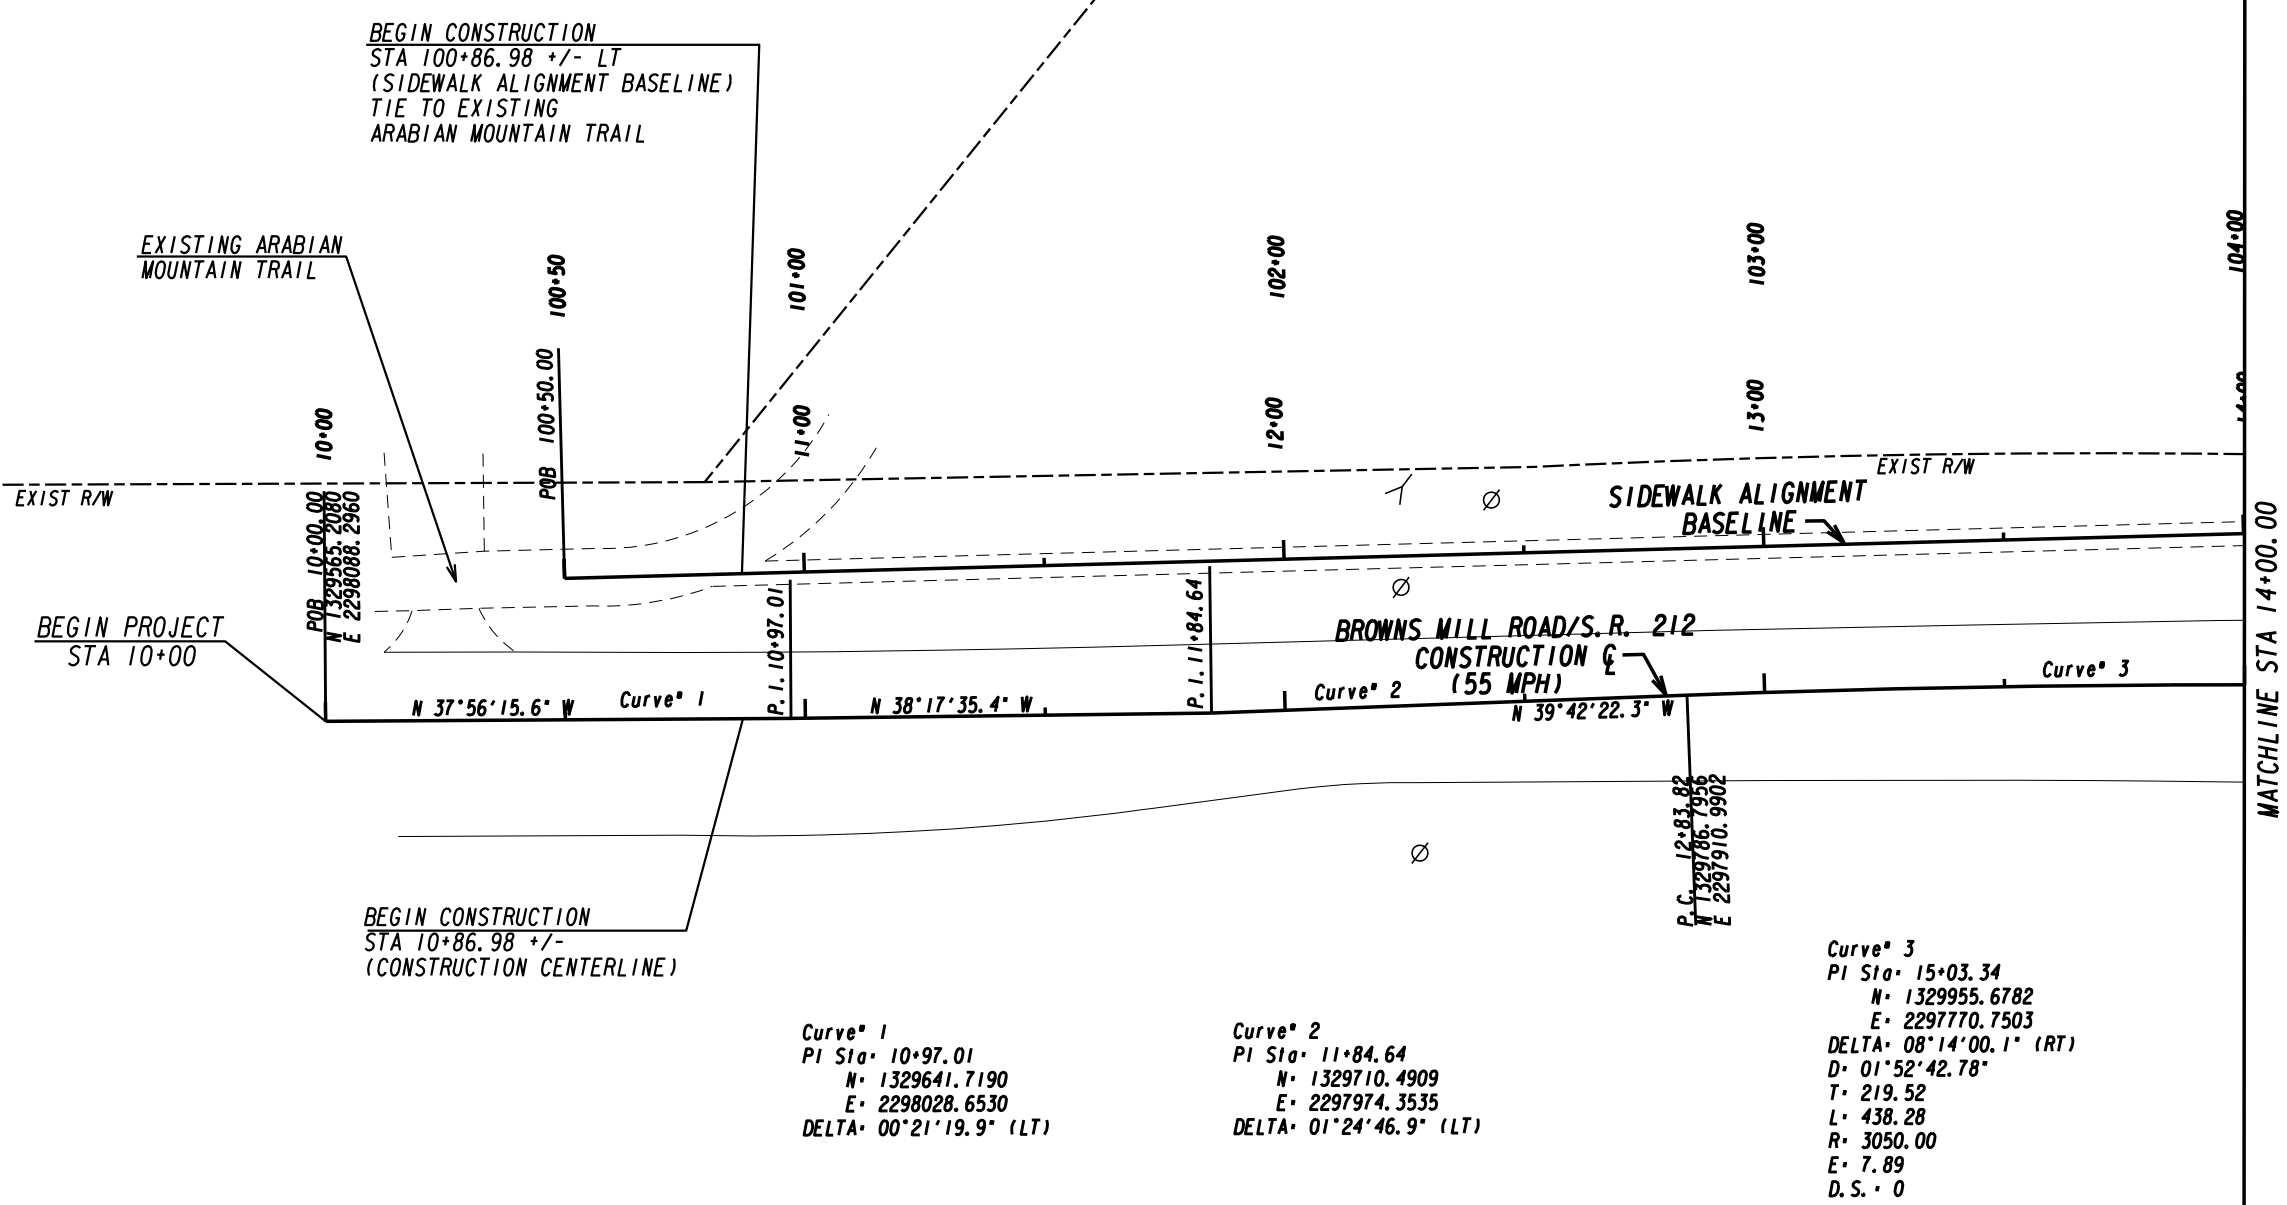 BEGIN CONSTRUCTION
STA 100+86.98 +/- LT
(SIDEWALK ALIGNMENT BASELINE)
TIE TO EXISTING
ARABIAN MOUNTAIN TRAIL
EXISTING ARABIAN
MOUNTAIN TRAIL
100+50
101+00
102+00
103+00
104+00
10+00
POB 100+50.00
11+00
12+00
13+00
14+00
EXIST R/W
EXIST R/W
SIDEWALK ALIGNMENT
BASELINE
POB 10+00.00
N 1329565.2080
E 2298088.2960
BEGIN PROJECT
STA 10+00
P.I. 10+97.01
P.I. 11+84.64
BROWNS MILL ROAD/S.R. 212
CONSTRUCTION ℄
(55 MPH)
N 37°56'15.6" W
Curve# 1
N 38°17'35.4" W
Curve# 2
N 39°42'22.3" W
Curve# 3
MATCHLINE STA 14+00.00
P.C. 12+83.82
N 1329786.7956
E 2297910.9902
BEGIN CONSTRUCTION
STA 10+86.98 +/-
(CONSTRUCTION CENTERLINE)
Curve# 1
PI Sta: 10+97.01
N: 1329641.7190
E: 2298028.6530
DELTA: 00°21'19.9" (LT)
Curve# 2
PI Sta: 11+84.64
N: 1329710.4909
E: 2297974.3535
DELTA: 01°24'46.9" (LT)
Curve# 3
PI Sta: 15+03.34
N: 1329955.6782
E: 2297770.7503
DELTA: 08°14'00.1" (RT)
D: 01°52'42.78"
T: 219.52
L: 438.28
R: 3050.00
E: 7.89
D.S.: 0